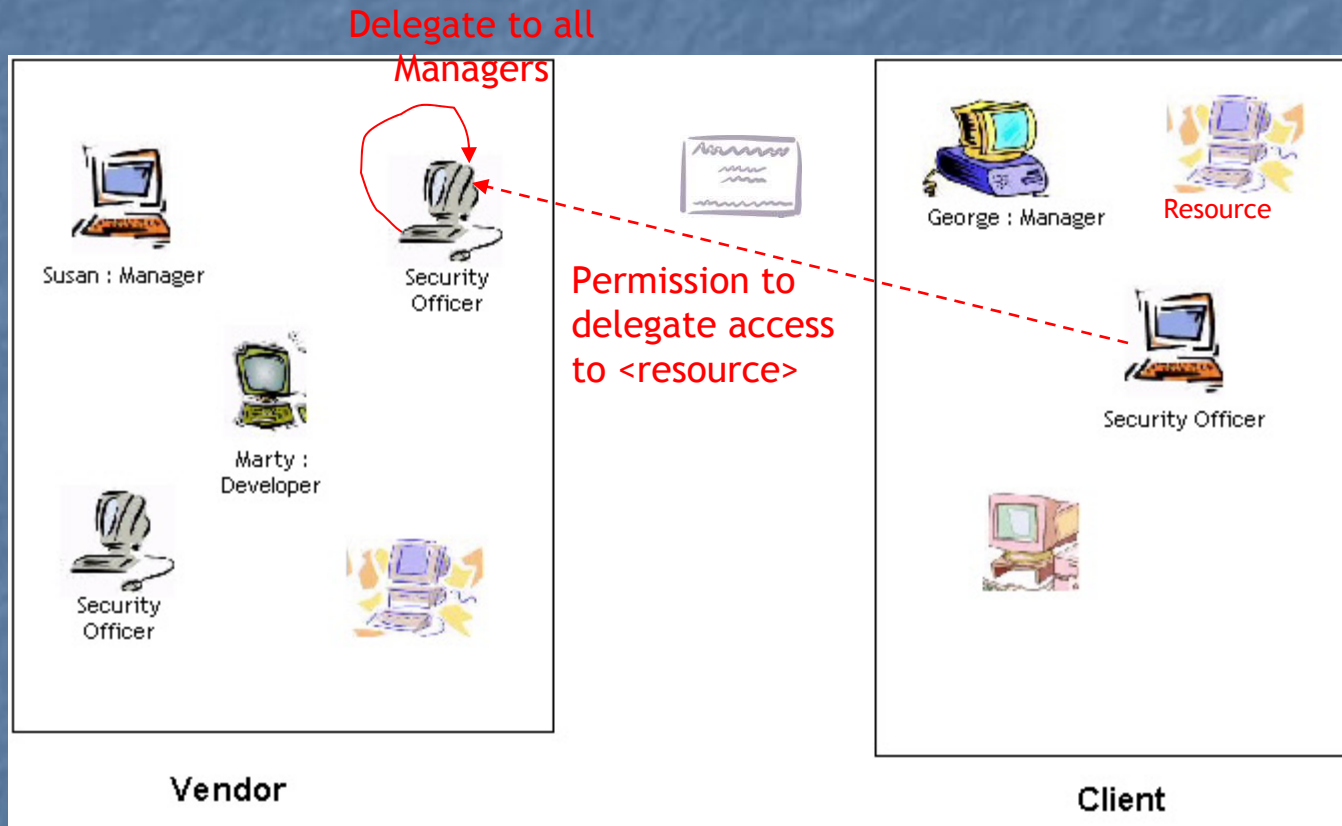 Delegate to all
Managers
Susan : Manager
Security
Officer
Marty :
Developer
Security
Officer
Vendor
Permission to
delegate access
to <resource>
George : Manager
Resource
Security Officer
Client